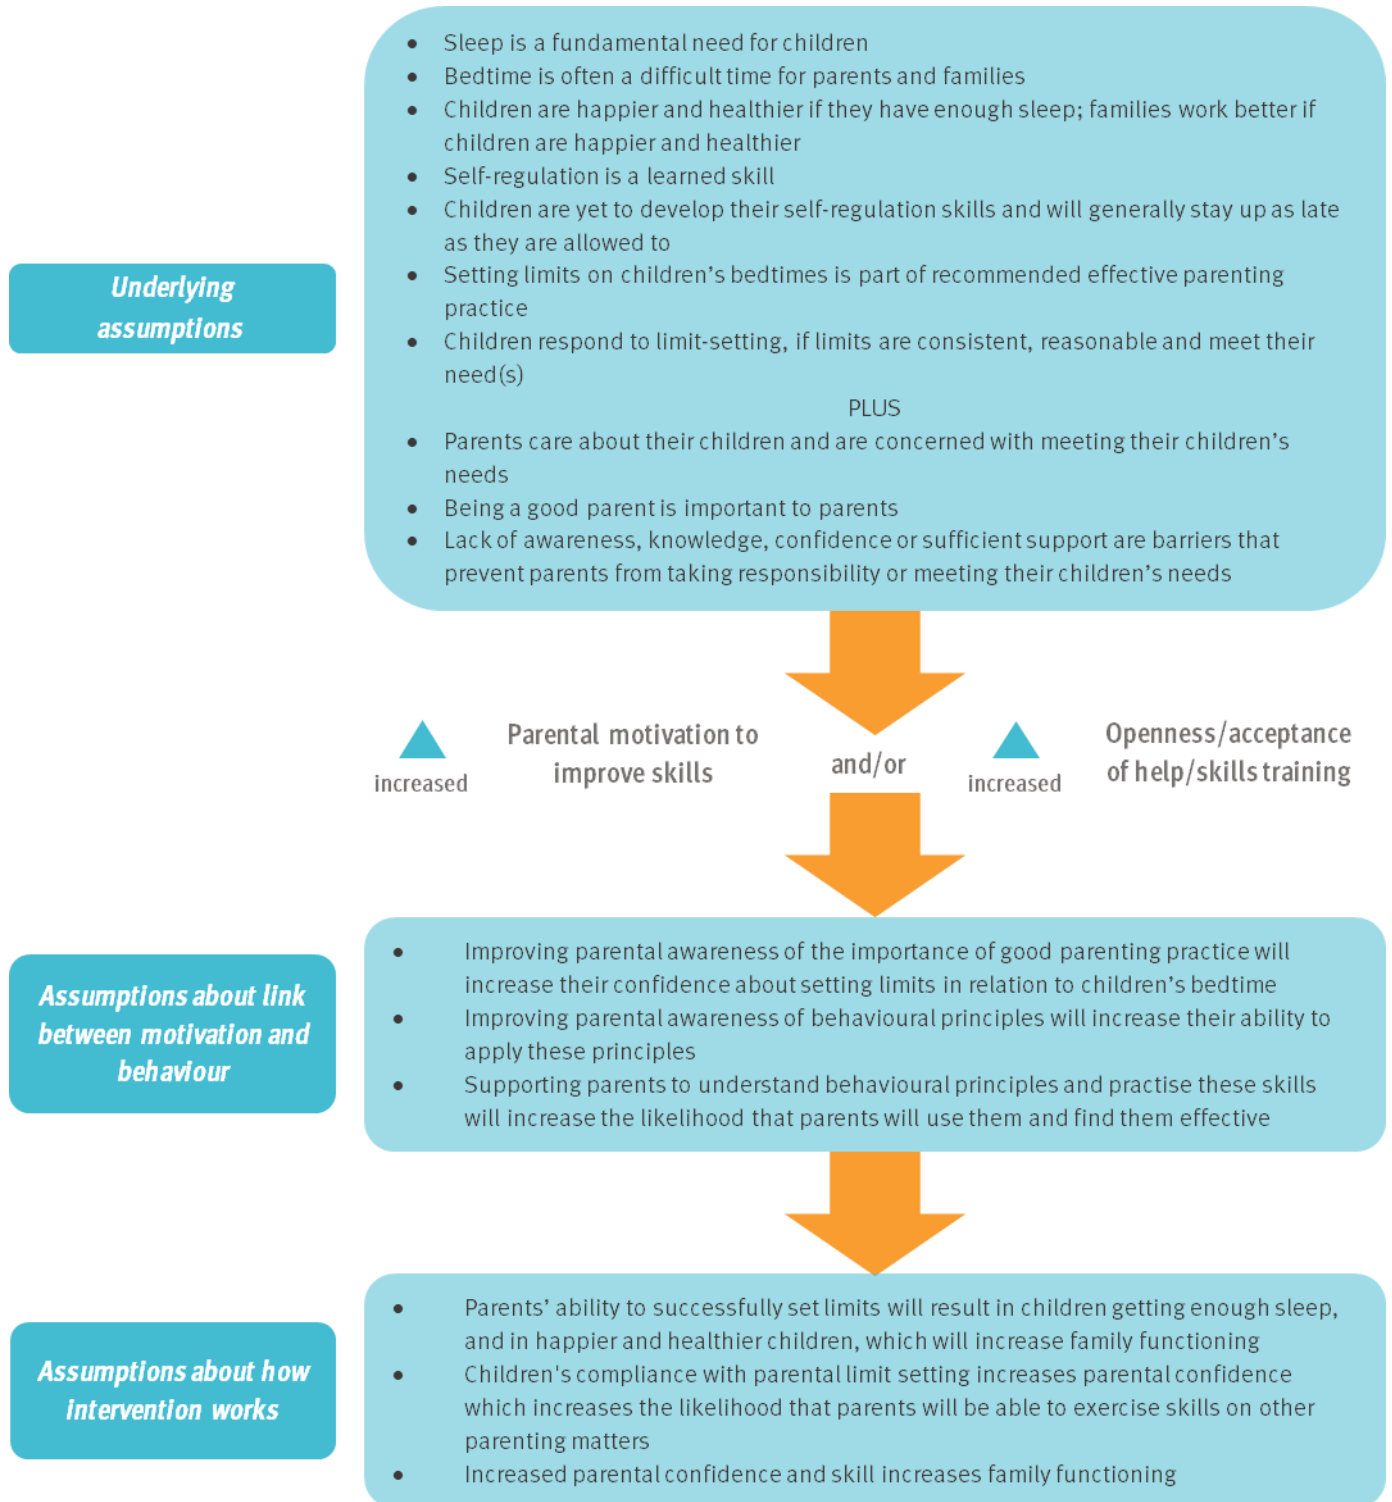 • Sleep is a fundamental need for children
• Bedtime is often a difficult time for parents and families
• Children are happier and healthier if they have enough sleep; families work better if
children are happier and healthier
• Self-regulation is a learned skill
• Children are yet to develop their self-regulation skills and will generally stay up as late
as they are allowed to
• Setting limits on children’s bedtimes is part of recommended effective parenting
practice
• Children respond to limit-setting, if limits are consistent, reasonable and meet their
need(s)
PLUS
• Parents care about their children and are concerned with meeting their children’s
needs
• Being a good parent is important to parents
• Lack of awareness, knowledge, confidence or sufficient support are barriers that
prevent parents from taking responsibility or meeting their children’s needs
Underlying
assumptions
increased
Parental motivation to
improve skills
and/or
increased
Openness/acceptance
of help/skills training
Assumptions about link
between motivation and
behaviour
• Improving parental awareness of the importance of good parenting practice will
increase their confidence about setting limits in relation to children’s bedtime
• Improving parental awareness of behavioural principles will increase their ability to
apply these principles
• Supporting parents to understand behavioural principles and practise these skills
will increase the likelihood that parents will use them and find them effective
Assumptions about how
intervention works
• Parents’ ability to successfully set limits will result in children getting enough sleep,
and in happier and healthier children, which will increase family functioning
• Children's compliance with parental limit setting increases parental confidence
which increases the likelihood that parents will be able to exercise skills on other
parenting matters
• Increased parental confidence and skill increases family functioning